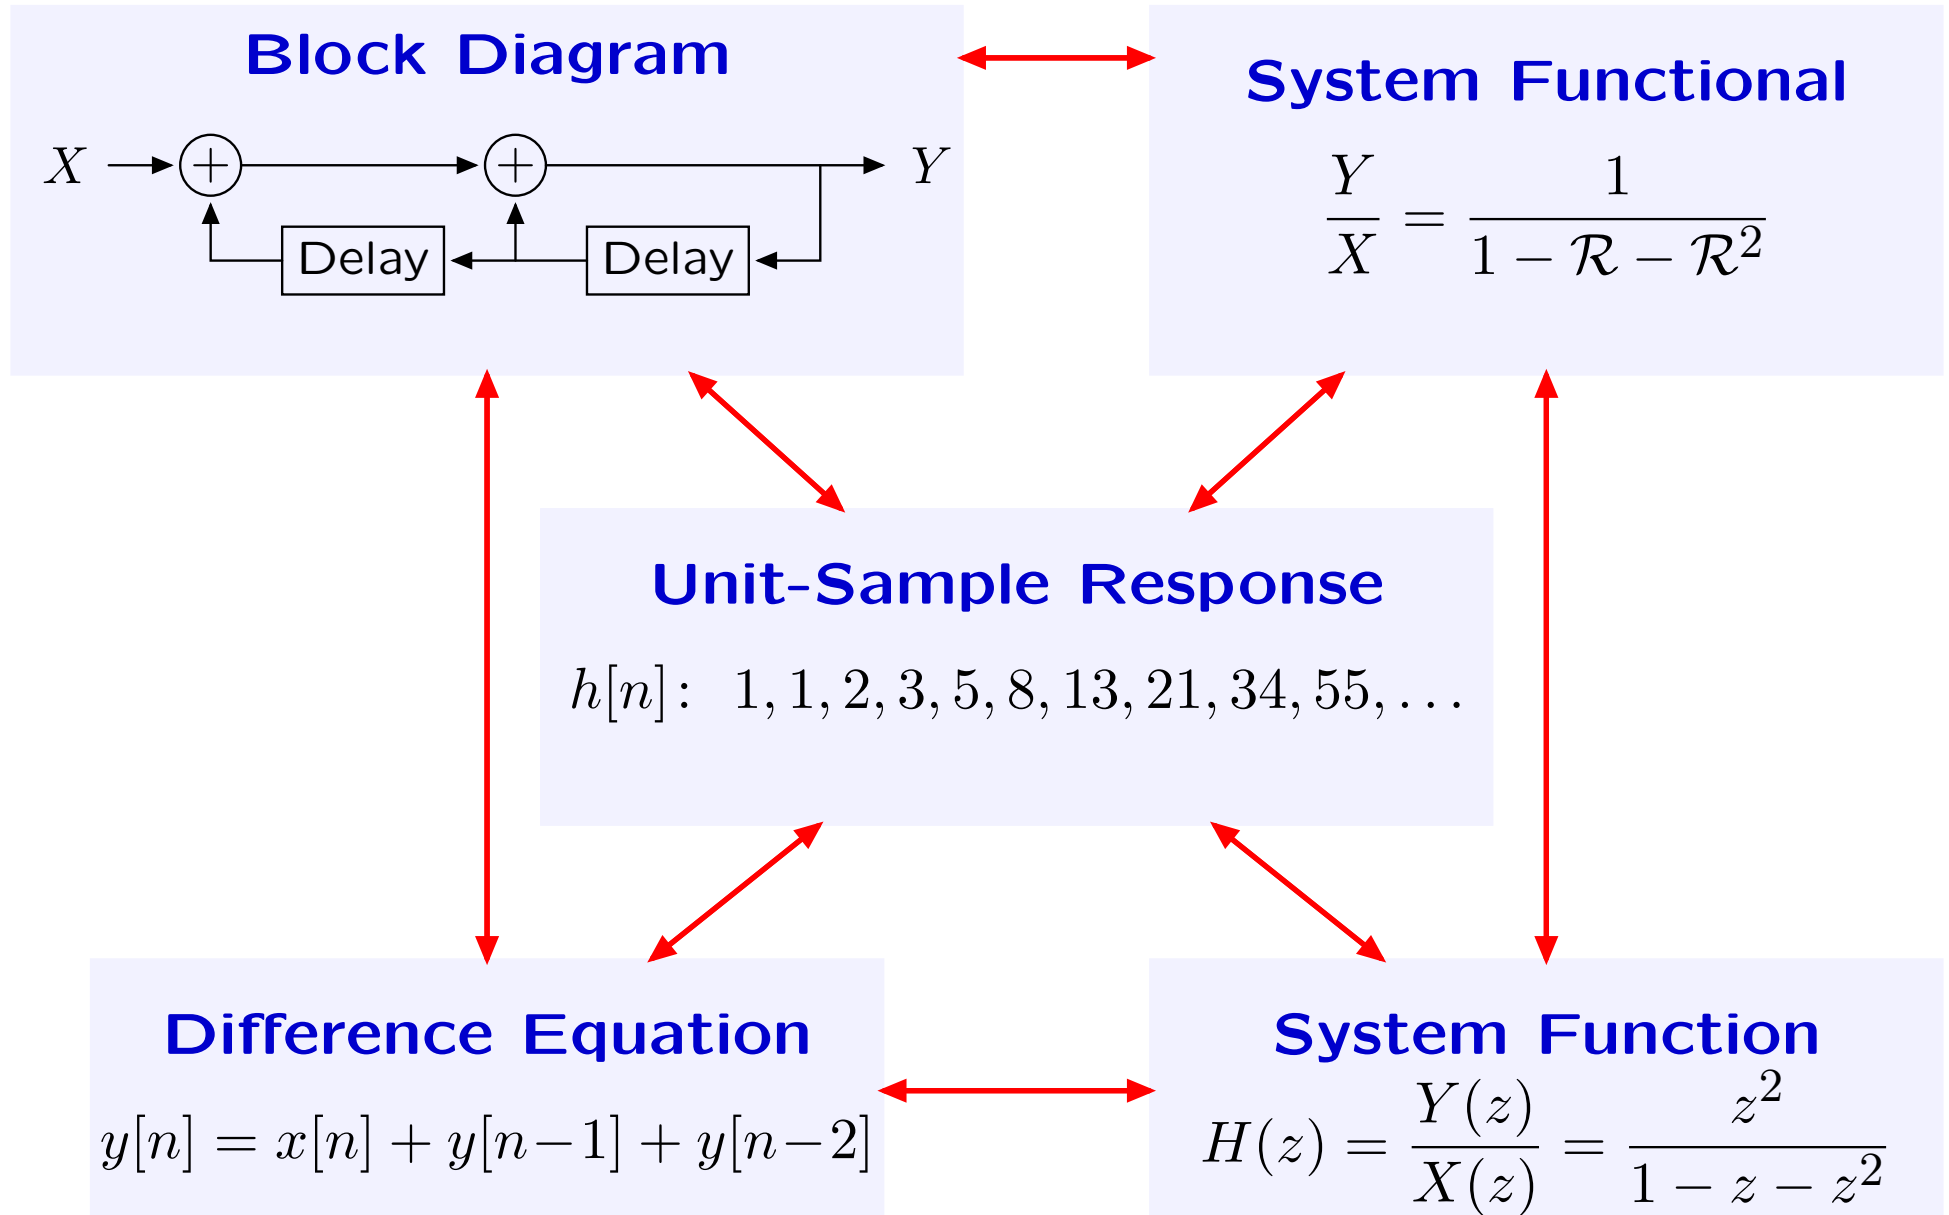 Block Diagram
X + + Y
Delay Delay
System Functional
Y/X = 1/(1 − ℛ − ℛ²)
Unit-Sample Response
h[n]: 1, 1, 2, 3, 5, 8, 13, 21, 34, 55, . . .
Difference Equation
y[n] = x[n] + y[n−1] + y[n−2]
System Function
H(z) = Y(z)/X(z) = z²/(1 − z − z²)